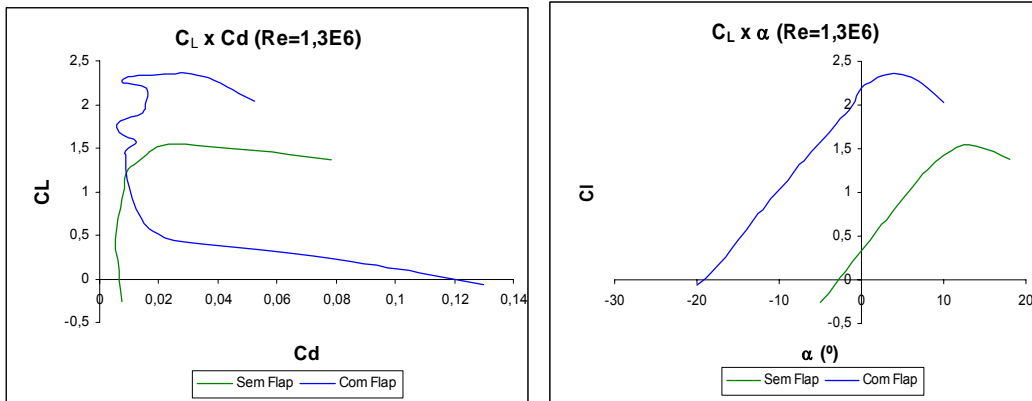 C_L x Cd (Re=1,3E6)
2,5
2
1,5
1
0,5
0
-0,5
CL
0
0,02
0,04
0,06
0,08
0,1
0,12
0,14
Cd
Sem Flap
Com Flap
C_L x α (Re=1,3E6)
2,5
2
1,5
1
0,5
0
-0,5
Cl
-30
-20
-10
0
10
20
α (º)
Sem Flap
Com Flap